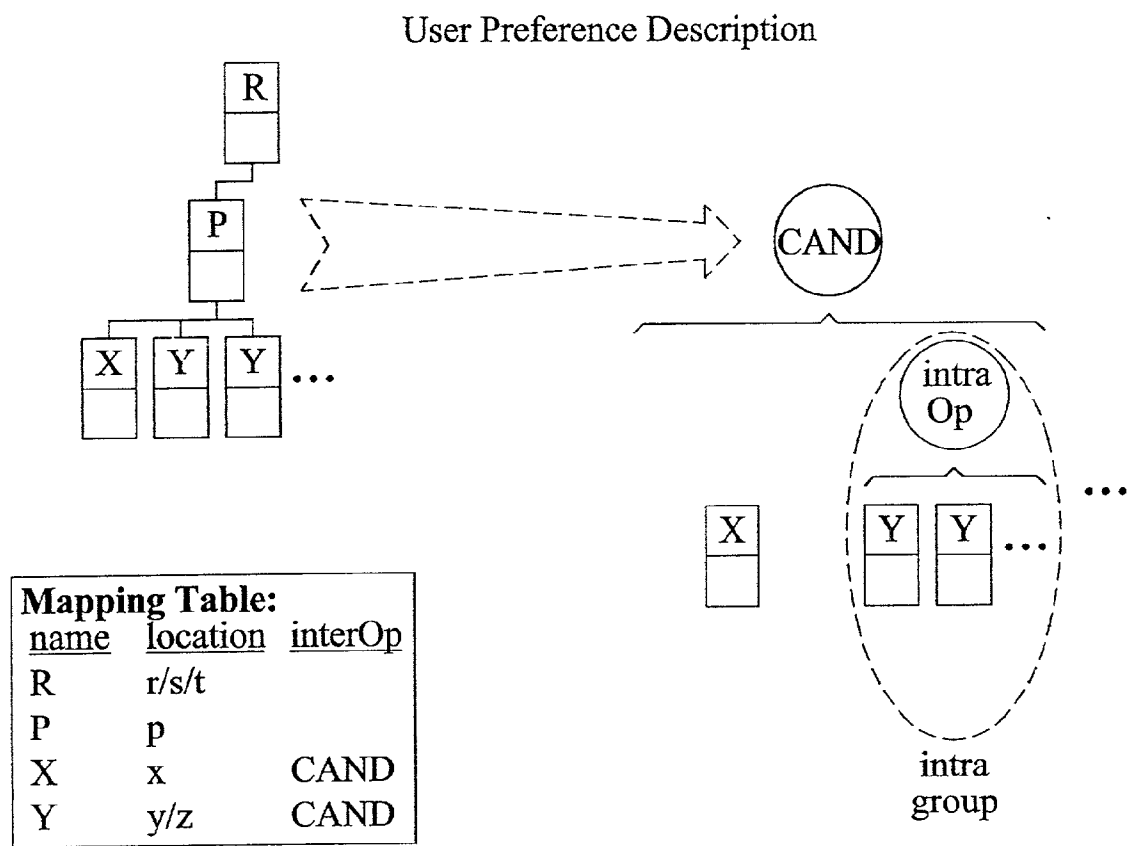 User Preference Description
R
P
CAND
X Y Y ...
intra
Op
X Y Y ... ...
Mapping Table:
name location interOp
R r/s/t
P p
X x CAND
Y y/z CAND
intra
group